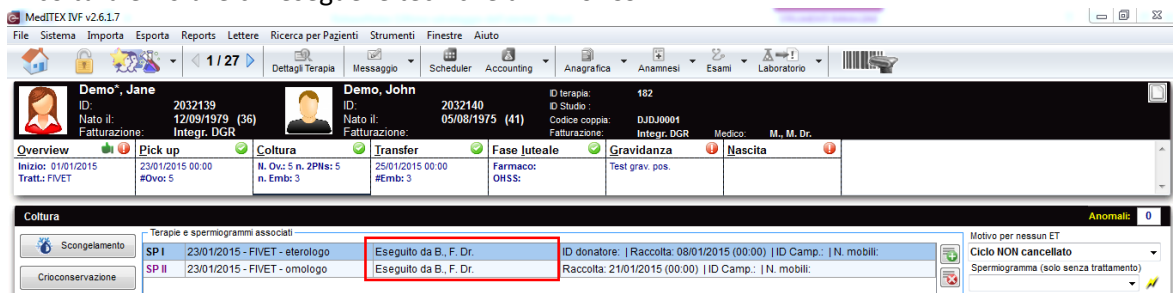 MedITEX IVF v2.6.1.7
File Sistema Importa Esporta Reports Lettere Ricerca per Pazienti Strumenti Finestre Aiuto
1 / 27 Dettagli Terapia Messaggio Scheduler Accounting Anagrafica Anamnesi Esami Laboratorio
Demo*, Jane Demo, John ID terapia: 182
ID: 2032139 ID: 2032140 ID Studio :
Nato il: 12/09/1979 (36) Nato il: 05/08/1975 (41) Codice coppia: DJDJ0001
Fatturazione: Integr. DGR Fatturazione: Fatturazione: Integr. DGR Medico: M., M. Dr.
Overview Pick up Coltura Transfer Fase luteale Gravidanza Nascita
Inizio: 01/01/2015 23/01/2015 00:00 N. Ov.: 5 n. 2PNs: 5 25/01/2015 00:00 Farmaco: Test grav. pos.
Tratt.: FIVET #Ovo: 5 n. Emb: 3 #Emb: 3 OHSS:
Coltura Anomali: 0
Terapie e spermiogrammi associati Motivo per nessun ET
Scongelamento SP I 23/01/2015 - FIVET - eterologo Eseguito da B., F. Dr. ID donatore: | Raccolta: 08/01/2015 (00:00) | ID Camp.: | N. mobili: Ciclo NON cancellato
SP II 23/01/2015 - FIVET - omologo Eseguito da B., F. Dr. Raccolta: 21/01/2015 (00:00) | ID Camp.: | N. mobili: Spermiogramma (solo senza trattamento)
Crioconservazione